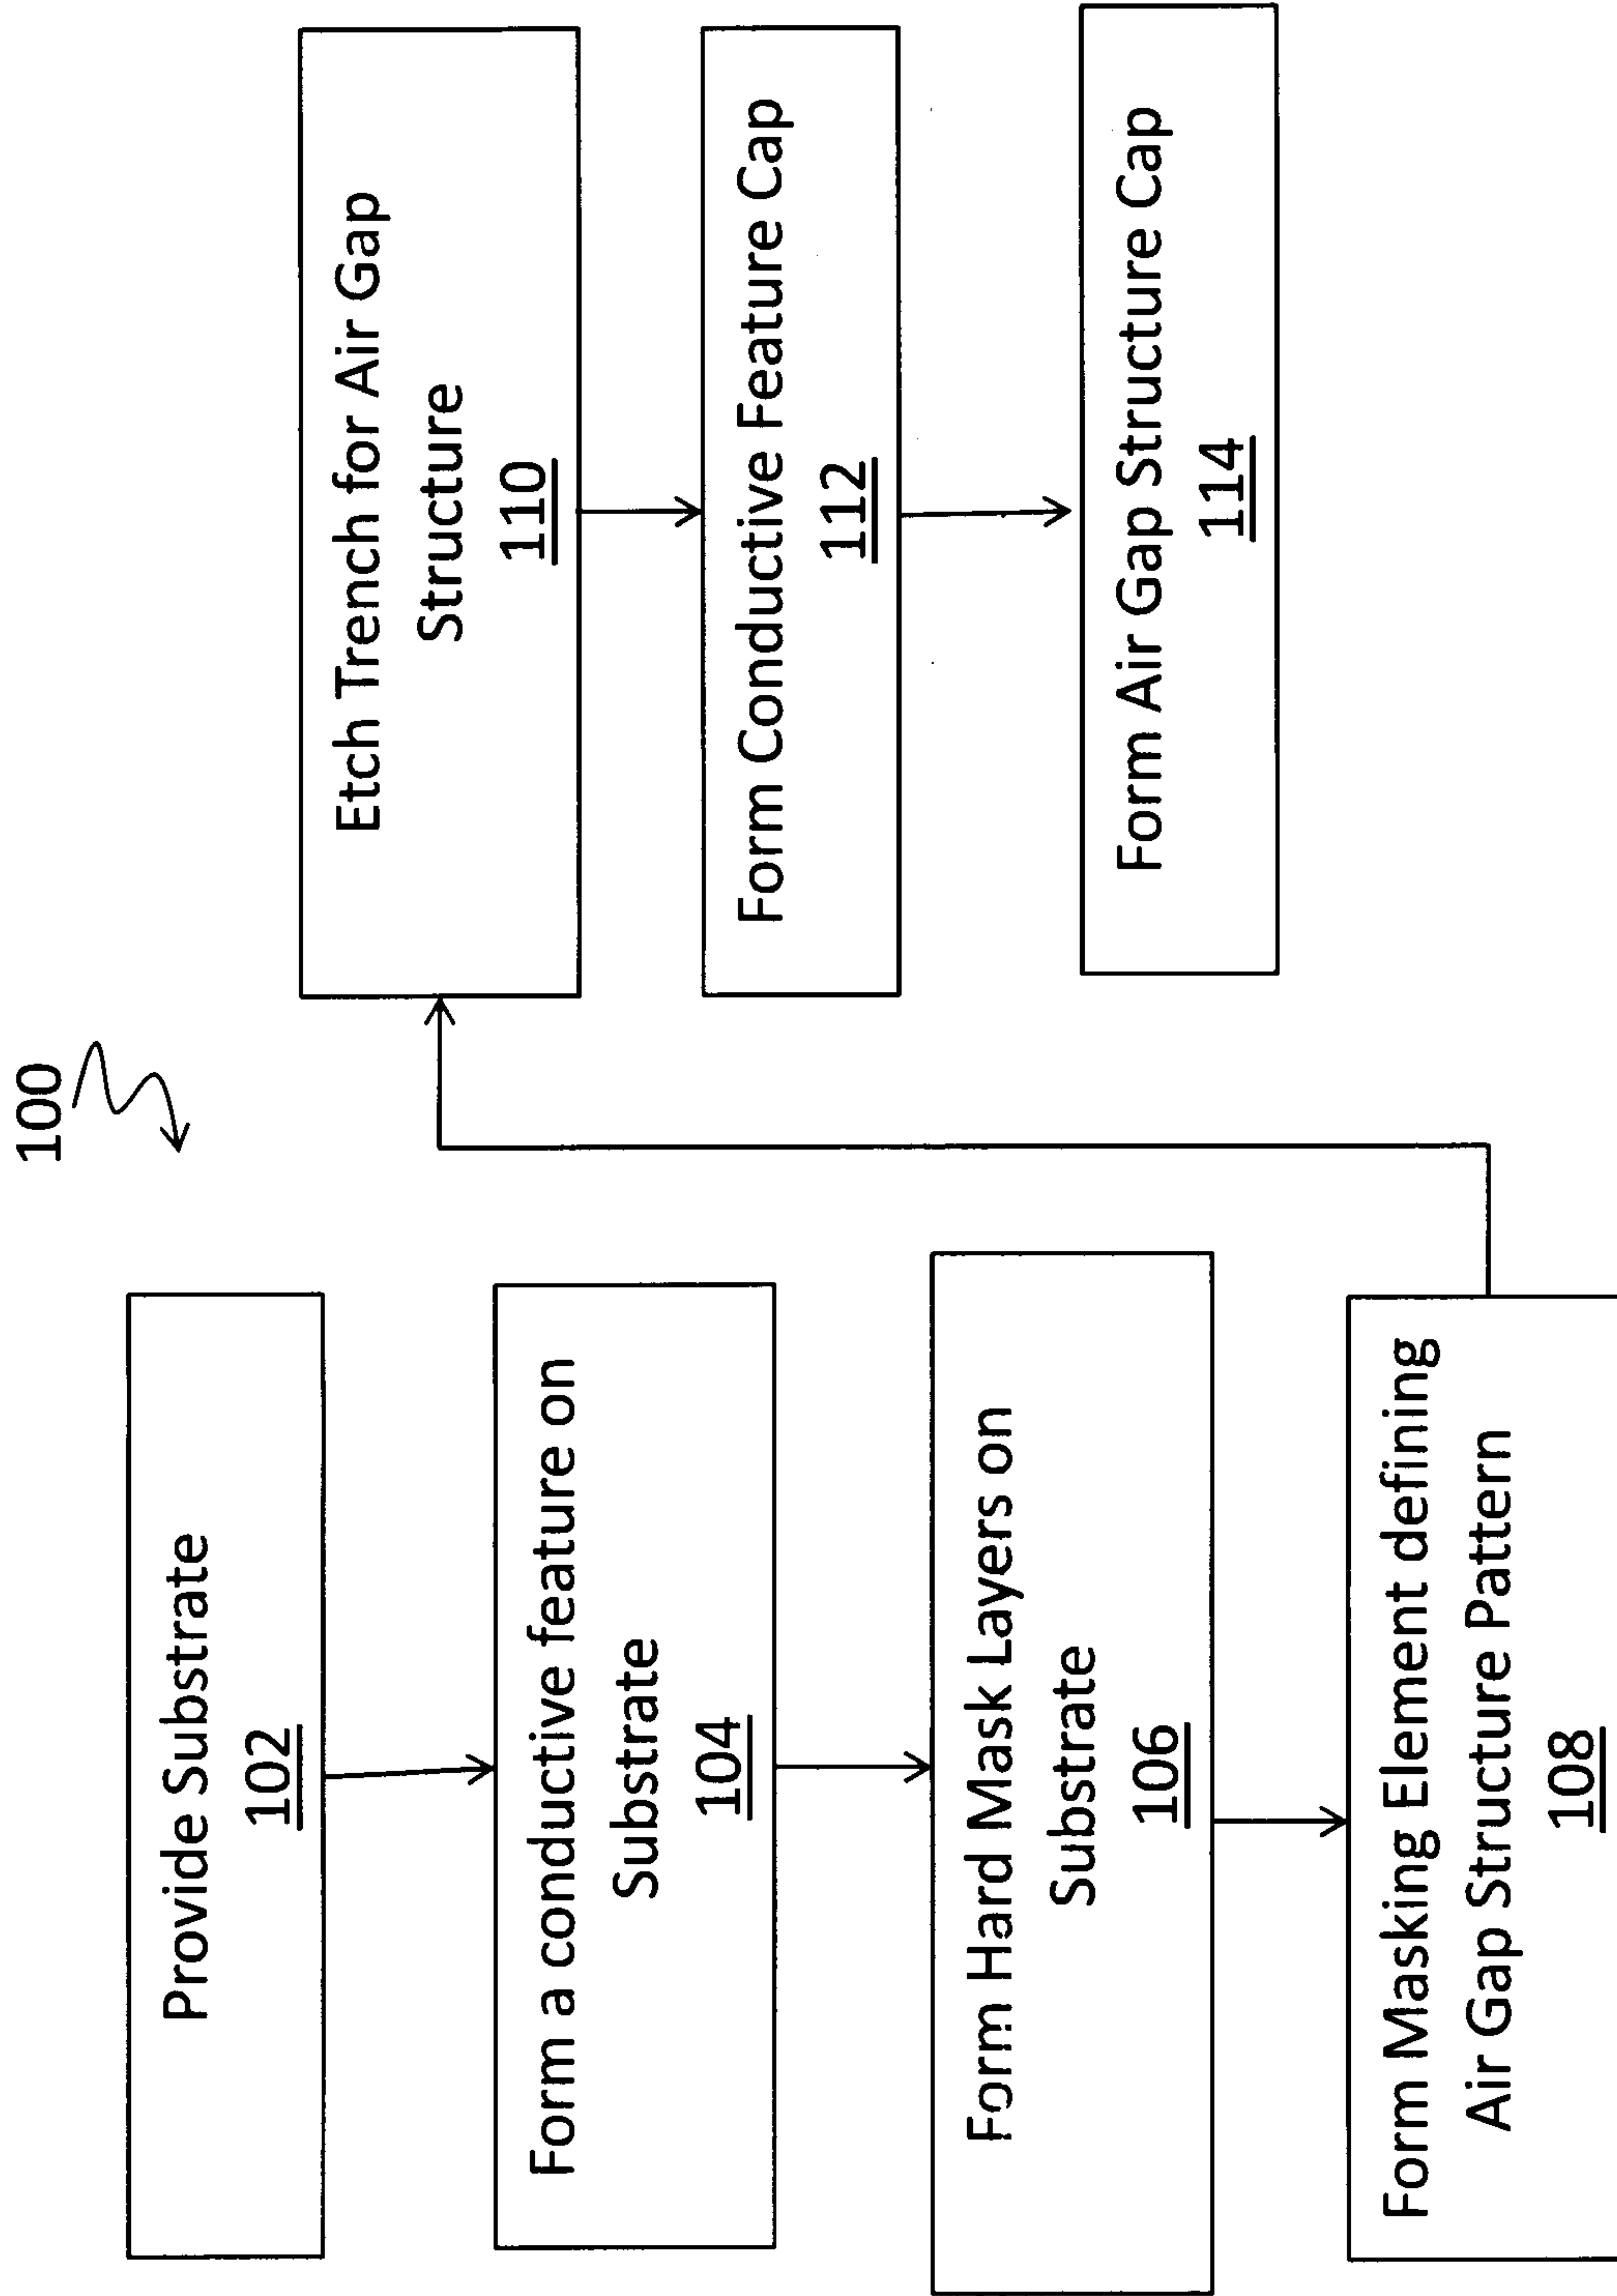 100
Provide Substrate
102
Form a conductive feature on
Substrate
104
Form Hard Mask Layers on
Substrate
106
Form Masking Element defining
Air Gap Structure Pattern
108
Etch Trench for Air Gap
Structure
110
Form Conductive Feature Cap
112
Form Air Gap Structure Cap
114